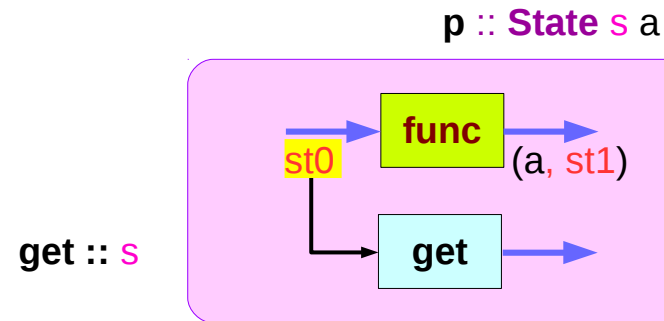 p :: State s a
func
st0
(a, st1)
get :: s
get